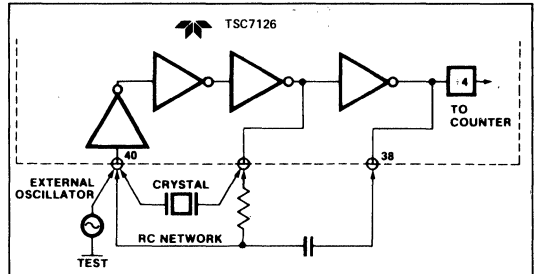 TSC7126
÷4
TO
COUNTER
40
38
EXTERNAL
OSCILLATOR
CRYSTAL
RC NETWORK
TEST